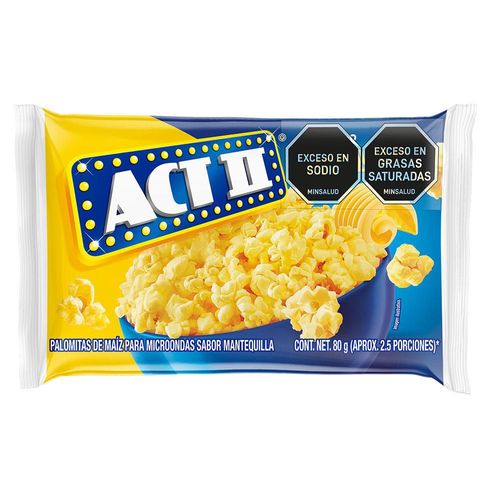 ACT II
®
EXCESO EN
SODIO
MINSALUD
EXCESO EN
GRASAS
SATURADAS
MINSALUD
PALOMITAS DE MAÍZ PARA MICROONDAS SABOR MANTEQUILLA
CONT. NET. 80 g (APROX. 2.5 PORCIONES)*